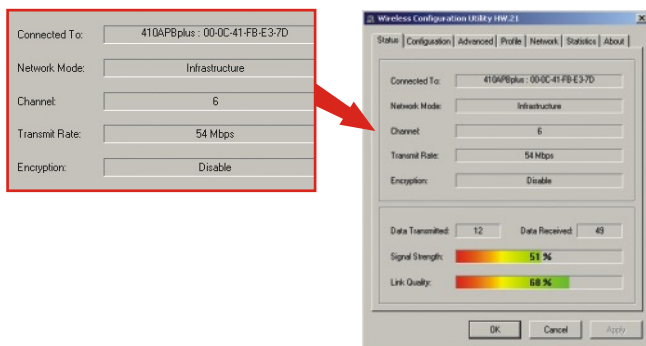 Connected To: 410APBplus : 00-0C-41-FB-E3-7D
Network Mode: Infrastructure
Channel: 6
Transmit Rate: 54 Mbps
Encryption: Disable
Wireless Configuration Utility HW.21
Status Configuration Advanced Profile Network Statistics About
Connected To: 410APBplus : 00-0C-41-FB-E3-7D
Network Mode: Infrastructure
Channel: 6
Transmit Rate: 54 Mbps
Encryption: Disable
Data Transmitted: 12 Data Received: 49
Signal Strength: 51 %
Link Quality: 68 %
OK Cancel Apply